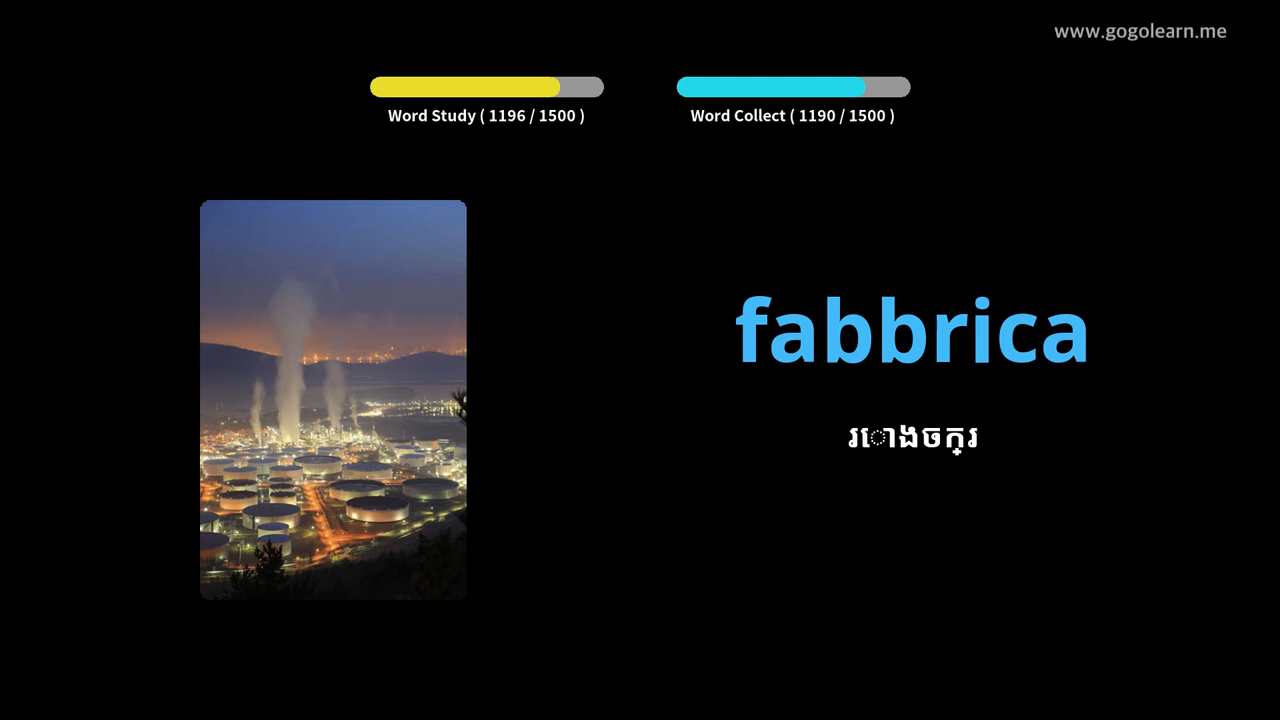 www.gogolearn.me
Word Study ( 1196 / 1500 )
Word Collect ( 1190 / 1500 )
fabbrica
រោងចក្រ